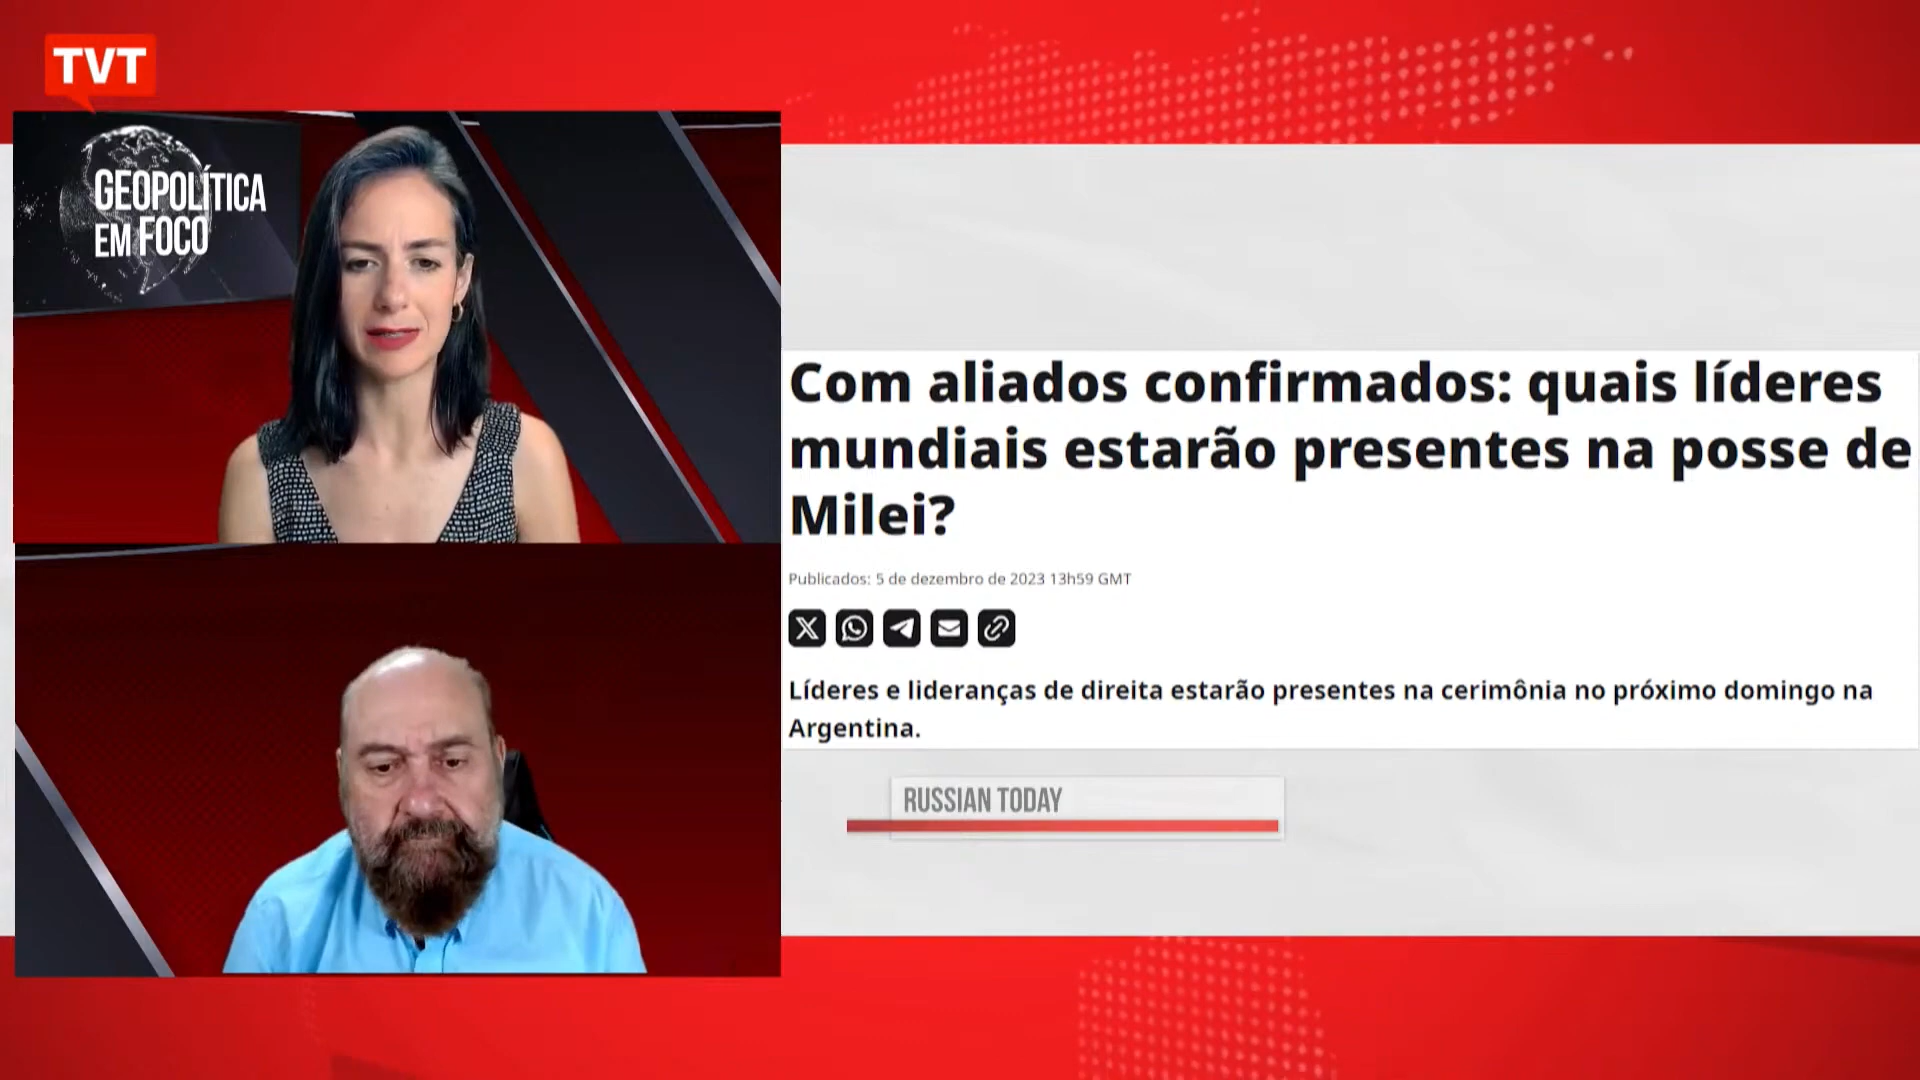 TVT
GEOPOLÍTICA
EM FOCO
Com aliados confirmados: quais líderes
mundiais estarão presentes na posse de
Milei?
Publicados: 5 de dezembro de 2023 13h59 GMT
Líderes e lideranças de direita estarão presentes na cerimônia no próximo domingo na
Argentina.
RUSSIAN TODAY